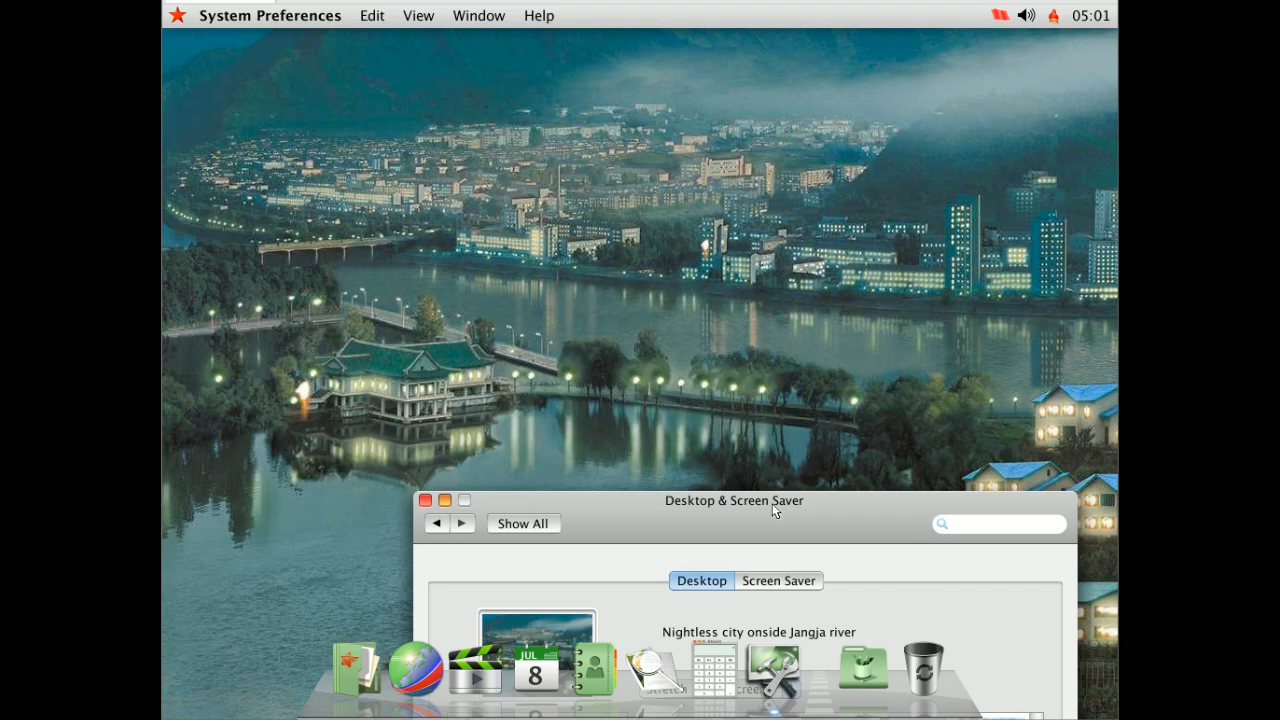 System Preferences Edit View Window Help 05:01
Desktop & Screen Saver
Show All
Desktop Screen Saver
Nightless city onside Jangja river
JUL
8